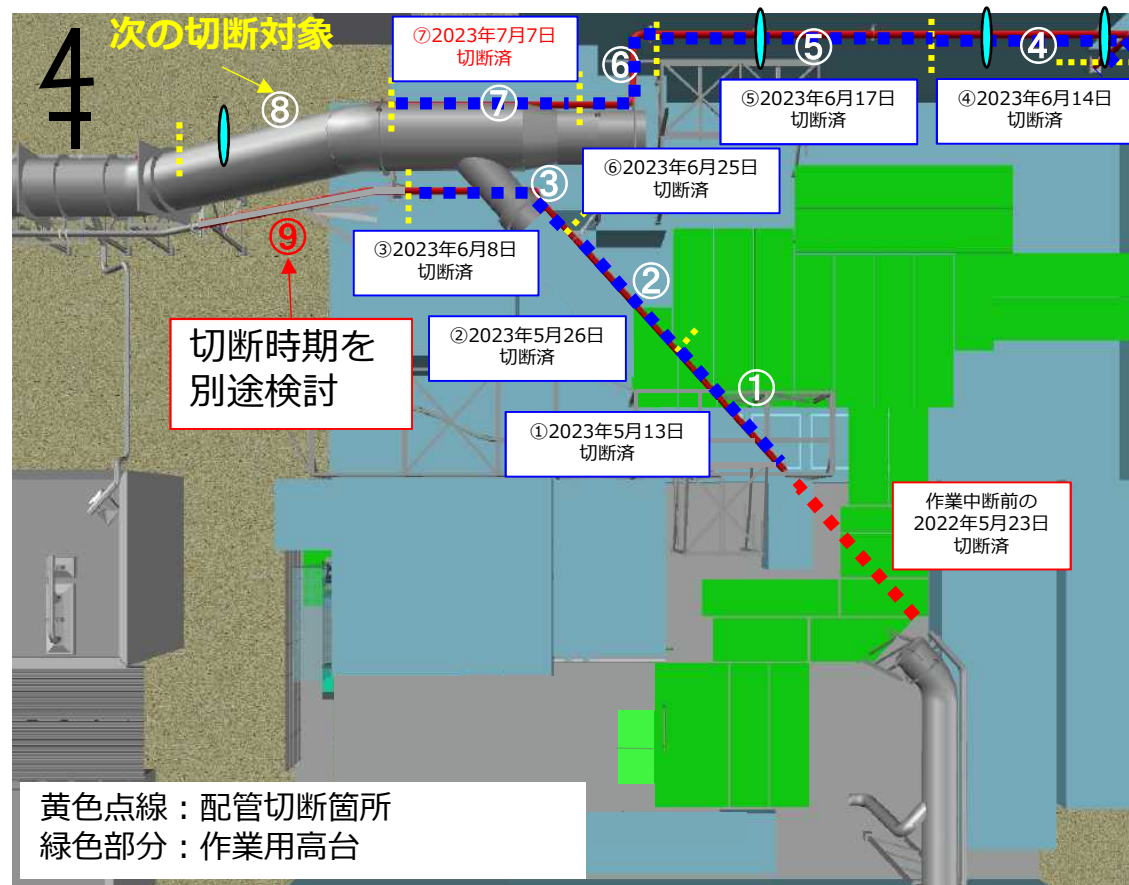 次の切断対象
⑦2023年7月7日
切断済
⑧
⑦
⑥
⑤
④
⑤2023年6月17日
切断済
④2023年6月14日
切断済
⑥2023年6月25日
切断済
③
③2023年6月8日
切断済
⑨
②
切断時期を
別途検討
②2023年5月26日
切断済
①
①2023年5月13日
切断済
作業中断前の
2022年5月23日
切断済
黄色点線：配管切断箇所
緑色部分：作業用高台